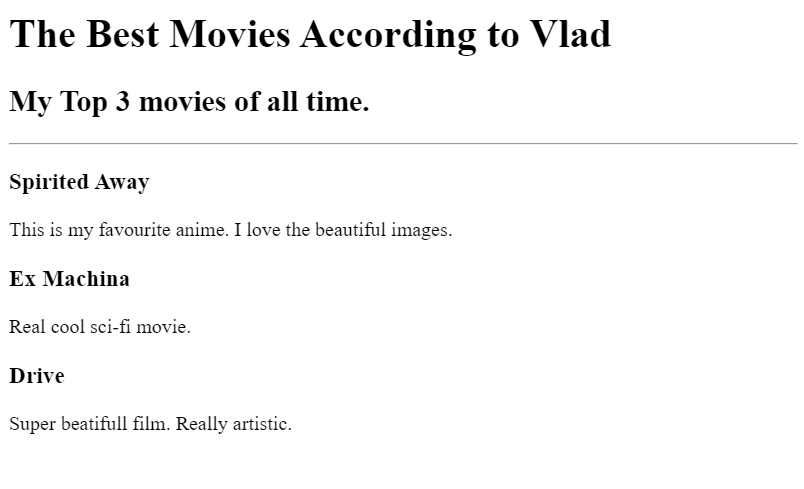 The Best Movies According to Vlad
My Top 3 movies of all time.
Spirited Away
This is my favourite anime. I love the beautiful images.
Ex Machina
Real cool sci-fi movie.
Drive
Super beatifull film. Really artistic.